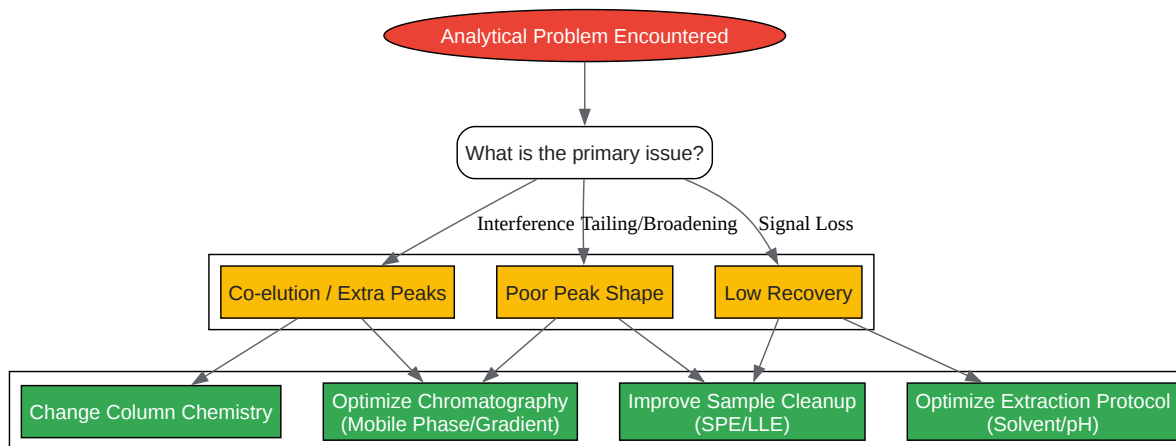 Analytical Problem Encountered
What is the primary issue?
Interference
Tailing/Broadening
Signal Loss
Co-elution / Extra Peaks
Poor Peak Shape
Low Recovery
Change Column Chemistry
Optimize Chromatography
(Mobile Phase/Gradient)
Improve Sample Cleanup
(SPE/LLE)
Optimize Extraction Protocol
(Solvent/pH)